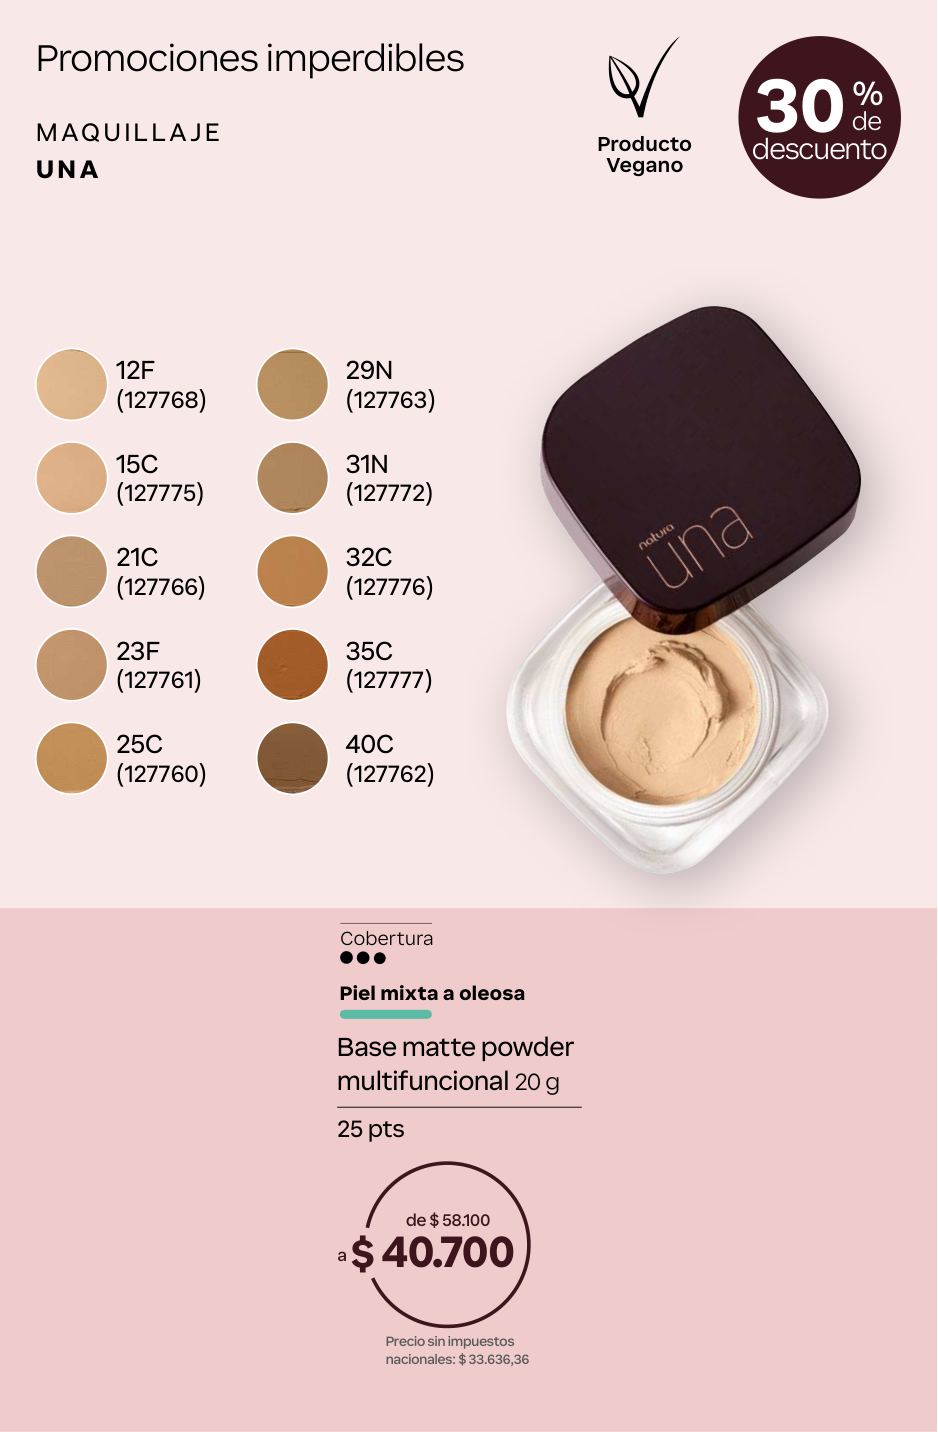 Promociones imperdibles
MAQUILLAJE
UNA
Producto
Vegano
30%
de
descuento
12F
(127768)
15C
(127775)
21C
(127766)
23F
(127761)
25C
(127760)
29N
(127763)
31N
(127772)
32C
(127776)
35C
(127777)
40C
(127762)
natura
una
Cobertura
Piel mixta a oleosa
Base matte powder
multifuncional 20 g
25 pts
de $ 58.100
a $ 40.700
Precio sin impuestos
nacionales: $ 33.636,36